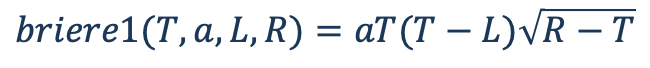 briere1(T, a, L, R) = aT(T − L)√R − T